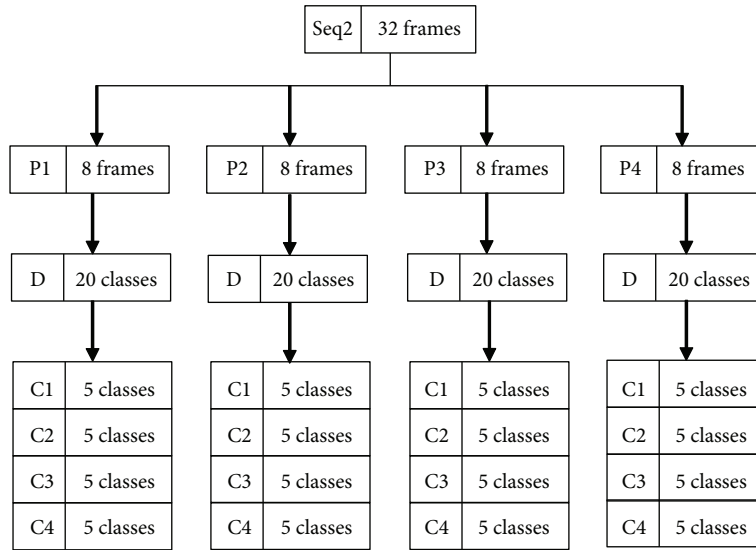 Seq2 32 frames
P1 8 frames P2 8 frames P3 8 frames P4 8 frames
D 20 classes D 20 classes D 20 classes D 20 classes
C1 5 classes C1 5 classes C1 5 classes C1 5 classes
C2 5 classes C2 5 classes C2 5 classes C2 5 classes
C3 5 classes C3 5 classes C3 5 classes C3 5 classes
C4 5 classes C4 5 classes C4 5 classes C4 5 classes